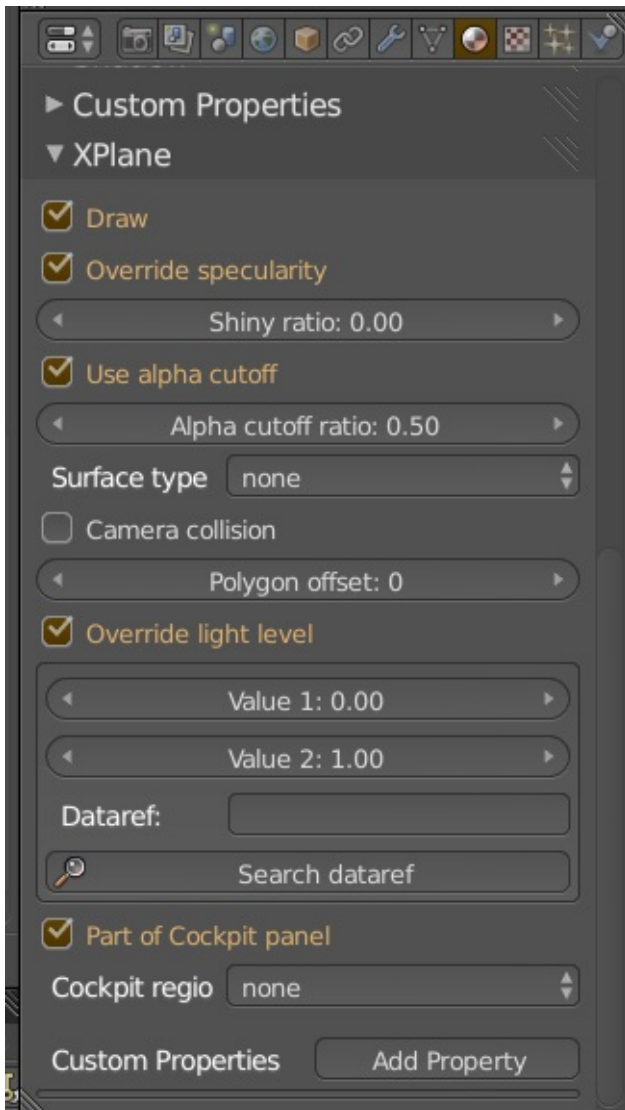 Custom Properties
XPlane
Draw
Override specularity
Shiny ratio: 0.00
Use alpha cutoff
Alpha cutoff ratio: 0.50
Surface type none
Camera collision
Polygon offset: 0
Override light level
Value 1: 0.00
Value 2: 1.00
Dataref:
Search dataref
Part of Cockpit panel
Cockpit regio none
Custom Properties Add Property